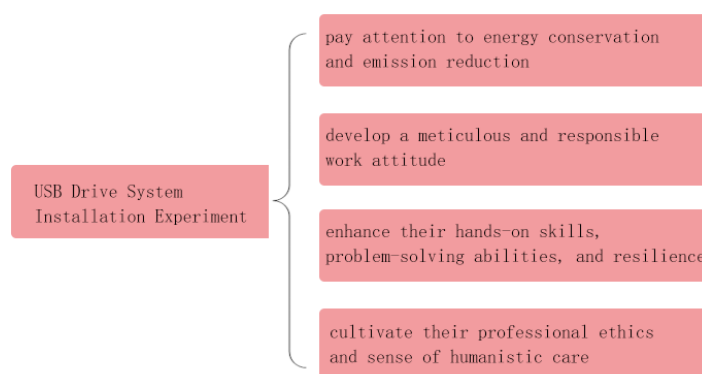 USB Drive System
Installation Experiment
pay attention to energy conservation
and emission reduction
develop a meticulous and responsible
work attitude
enhance their hands-on skills,
problem-solving abilities, and resilience
cultivate their professional ethics
and sense of humanistic care